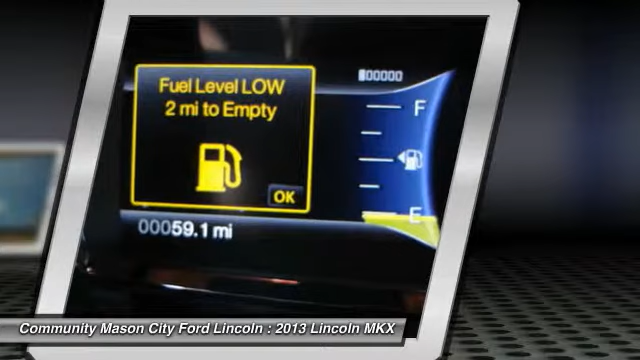 Fuel Level LOW
2 mi to Empty
OK
00000
F
E
00059.1 mi
Community Mason City Ford Lincoln : 2013 Lincoln MKX